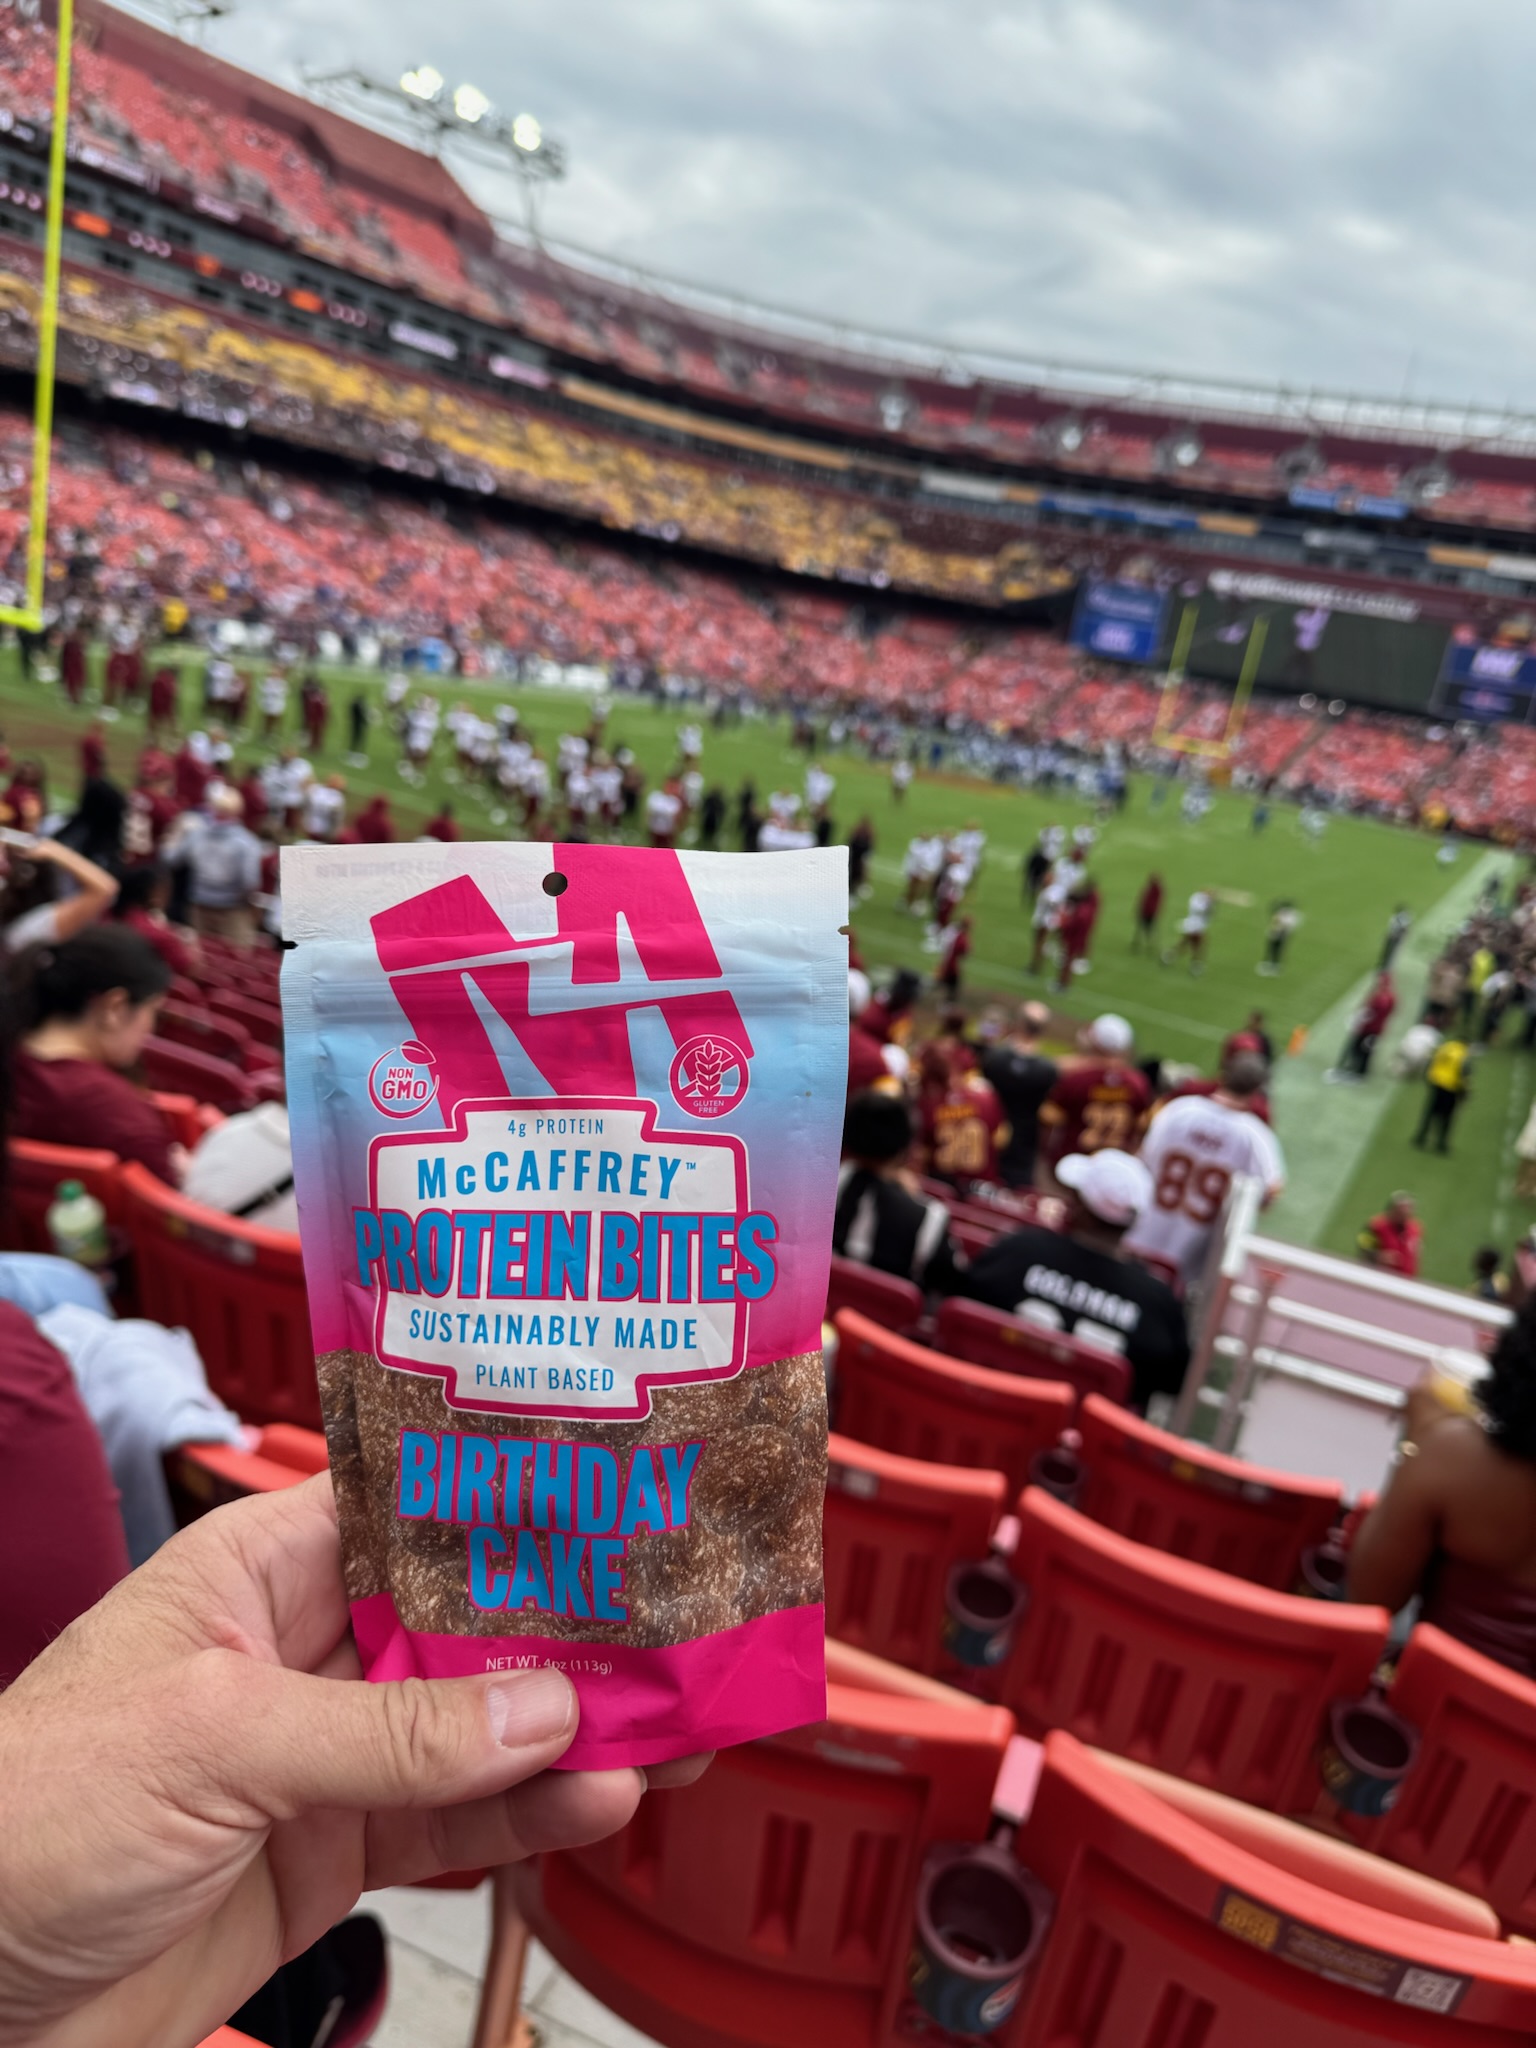 NON
GMO
GLUTEN
FREE
4g PROTEIN
McCAFFREY™
PROTEIN BITES
SUSTAINABLY MADE
PLANT BASED
BIRTHDAY
CAKE
NET WT. 4oz (113g)
89